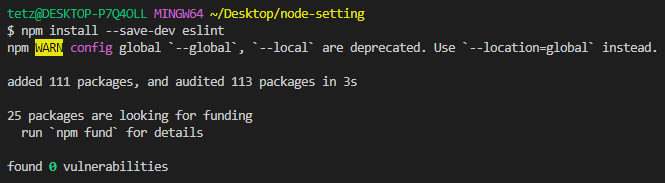 tetz@DESKTOP-P7Q4OLL MINGW64 ~/Desktop/node-setting
$ npm install --save-dev eslint
npm WARN config global `--global`, `--local` are deprecated. Use `--location=global` instead.
added 111 packages, and audited 113 packages in 3s
25 packages are looking for funding
  run `npm fund` for details
found 0 vulnerabilities